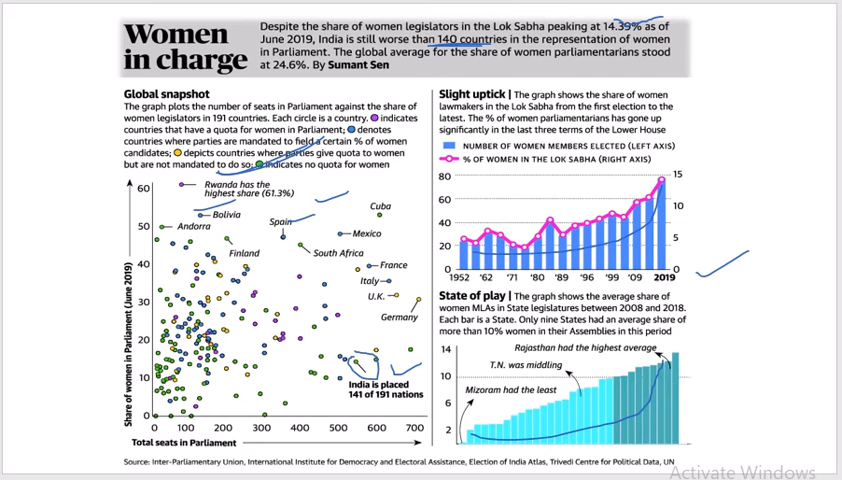 Women
in charge
Despite the share of women legislators in the Lok Sabha peaking at 14.39% as of
June 2019, India is still worse than 140 countries in the representation of women
in Parliament. The global average for the share of women parliamentarians stood
at 24.6%. By Sumant Sen
Global snapshot
The graph plots the number of seats in Parliament against the share of
women legislators in 191 countries. Each circle is a country. indicates
countries that have a quota for women in Parliament; denotes
countries where parties are mandated to field a certain % of women
candidates; depicts countries where parties give quota to women
but are not mandated to do so; indicates no quota for women
Share of women in Parliament (June 2019)
60
50
40
30
20
10
0
Rwanda has the
highest share (61.3%)
Bolivia
Andorra
Spain
Cuba
Mexico
Finland
South Africa
France
Italy
U.K.
Germany
India is placed
141 of 191 nations
0 100 200 300 400 500 600 700
Total seats in Parliament
Slight uptick | The graph shows the share of women
lawmakers in the Lok Sabha from the first election to the
latest. The % of women parliamentarians has gone up
significantly in the last three terms of the Lower House
NUMBER OF WOMEN MEMBERS ELECTED (LEFT AXIS)
% OF WOMEN IN THE LOK SABHA (RIGHT AXIS)
80
60
40
20
0
15
10
5
0
1952 '62 '71 '80 '89 '96 '99 '09 2019
State of play | The graph shows the average share of
women MLAs in State legislatures between 2008 and 2018.
Each bar is a State. Only nine States had an average share of
more than 10% women in their Assemblies in this period
14
10
6
2
Rajasthan had the highest average
T.N. was middling
Mizoram had the least
Source: Inter-Parliamentary Union, International Institute for Democracy and Electoral Assistance, Election of India Atlas, Trivedi Centre for Political Data, UN
Activate Windows